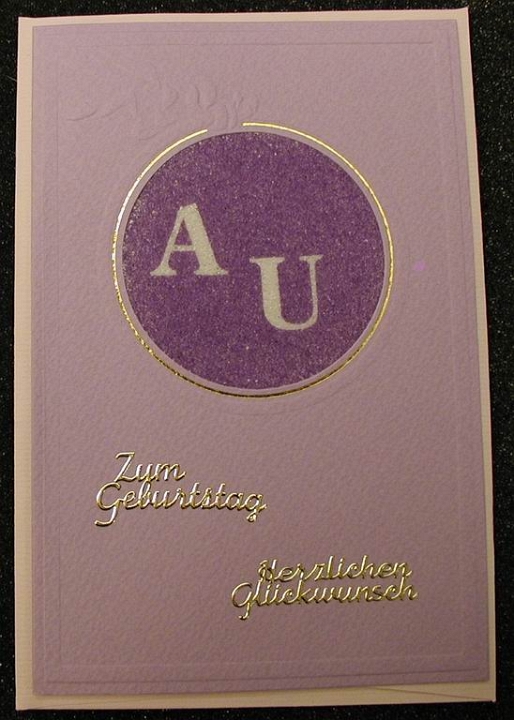 A U
Zum
Geburtstag
Herzlichen
Glückwunsch